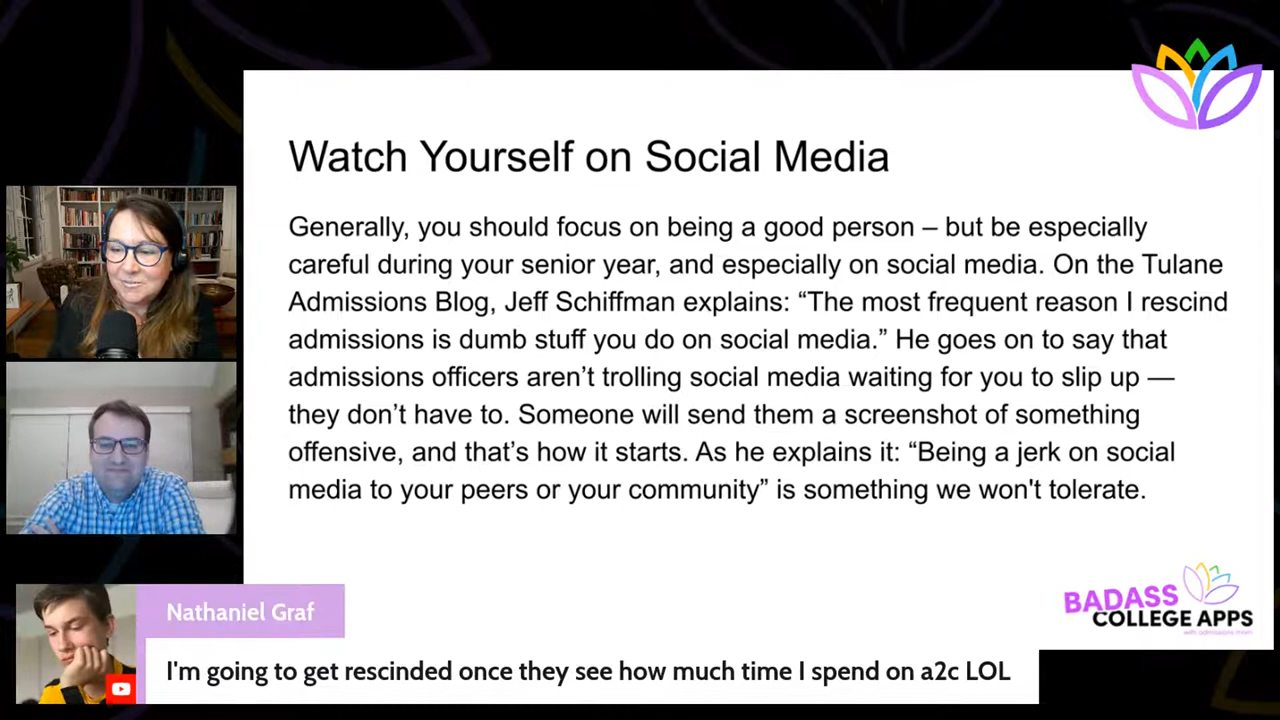 Watch Yourself on Social Media
Generally, you should focus on being a good person – but be especially
careful during your senior year, and especially on social media. On the Tulane
Admissions Blog, Jeff Schiffman explains: “The most frequent reason I rescind
admissions is dumb stuff you do on social media.” He goes on to say that
admissions officers aren’t trolling social media waiting for you to slip up —
they don’t have to. Someone will send them a screenshot of something
offensive, and that’s how it starts. As he explains it: “Being a jerk on social
media to your peers or your community” is something we won't tolerate.
BADASS
COLLEGE APPS
with admissions mom
Nathaniel Graf
I'm going to get rescinded once they see how much time I spend on a2c LOL